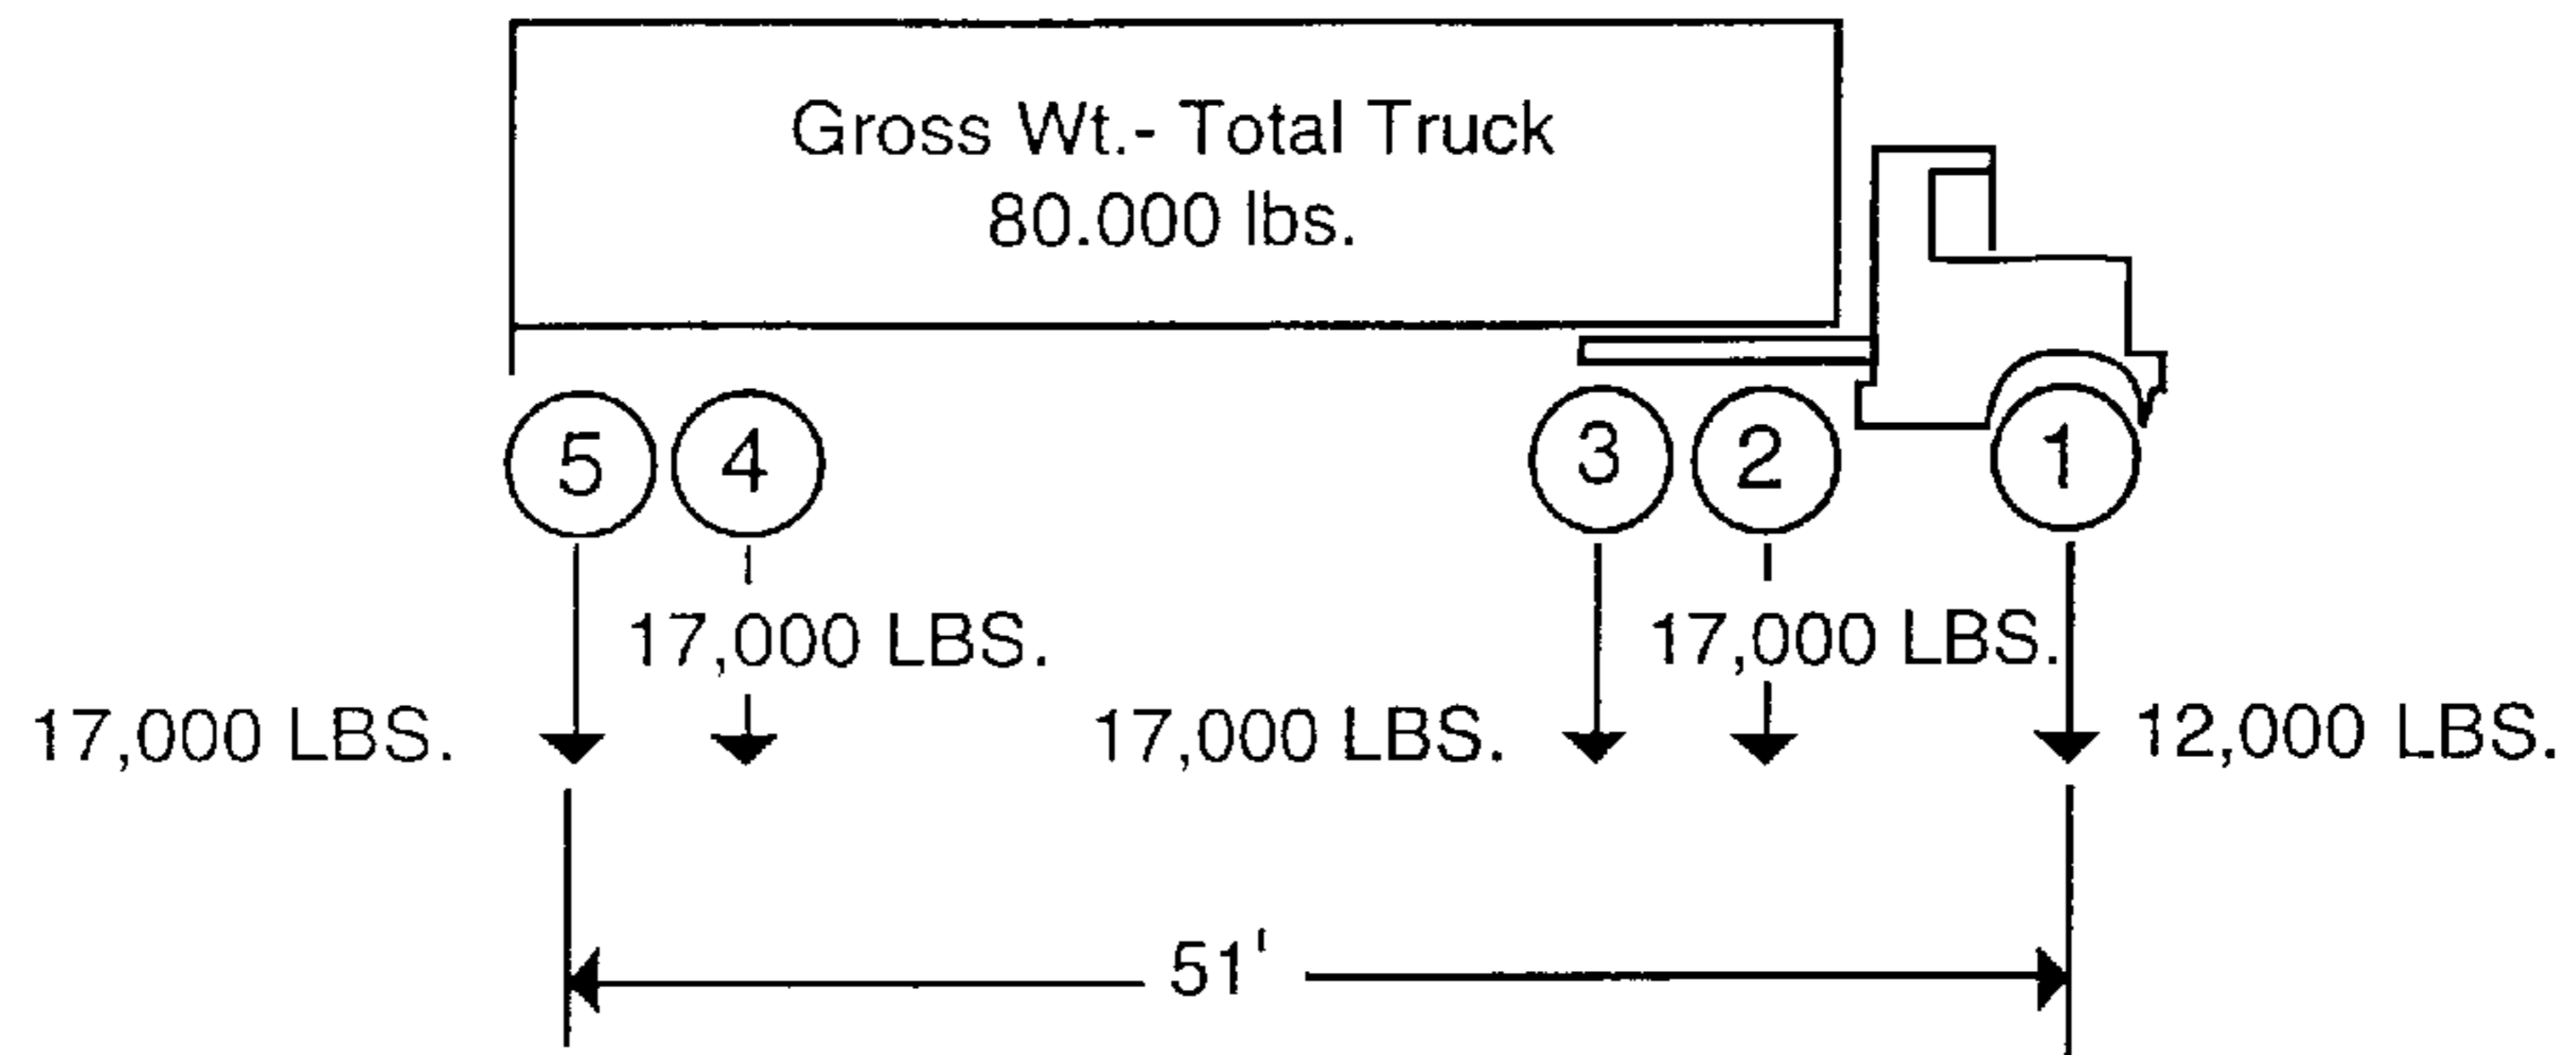 Gross Wt.- Total Truck
80.000 lbs.
5
4
3
2
1
17,000 LBS.
17,000 LBS.
17,000 LBS.
17,000 LBS.
12,000 LBS.
51'